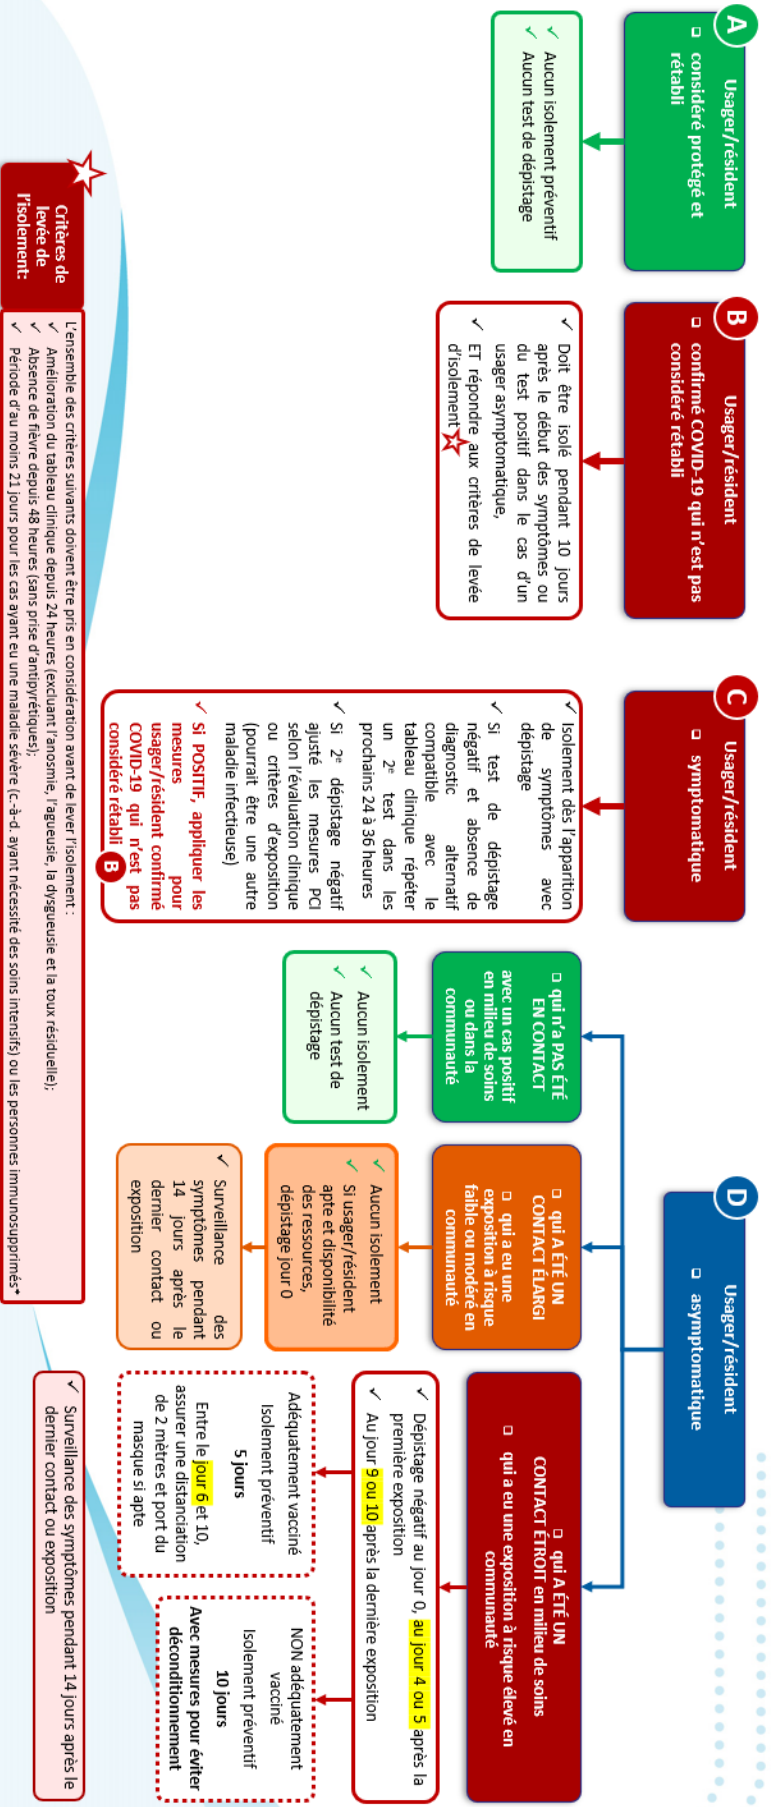 A
Usager/résident
❑ considéré protégé et
rétabli
✓ Aucun isolement préventif
✓ Aucun test de dépistage
B
Usager/résident
❑ confirmé COVID-19 qui n'est pas
considéré rétabli
✓ Doit être isolé pendant 10 jours
après le début des symptômes ou
du test positif dans le cas d'un
usager asymptomatique,
✓ ET répondre aux critères de levée
d'isolement
C
Usager/résident
❑ symptomatique
✓ Isolement dès l'apparition
de symptômes avec
dépistage
✓ Si test de dépistage
négatif et absence de
diagnostic alternatif
compatible avec le
tableau clinique répéter
un 2e test dans les
prochains 24 à 36 heures
✓ Si 2e dépistage négatif
ajusté les mesures PCI
selon l'évaluation clinique
ou critères d'exposition
(pourrait être une autre
maladie infectieuse)
✓ Si POSITIF, appliquer les
mesures pour
usager/résident confirmé
COVID-19 qui n'est pas
considéré rétabli B
D
Usager/résident
❑ asymptomatique
❑ qui n'a PAS ÉTÉ
EN CONTACT
avec un cas positif
en milieu de soins
ou dans la
communauté
✓ Aucun isolement
✓ Aucun test de
dépistage
❑ qui A ÉTÉ UN
CONTACT ÉLARGI
❑ qui a eu une
exposition à risque
faible ou modéré en
communauté
✓ Aucun isolement
✓ Si usager/résident
apte et disponibilité
des ressources,
dépistage jour 0
✓ Surveillance des
symptômes pendant
14 jours après le
dernier contact ou
exposition
❑ qui A ÉTÉ UN
CONTACT ÉTROIT en milieu de soins
❑ qui a eu une exposition à risque élevé en
communauté
✓ Dépistage négatif au jour 0, au jour 4 ou 5 après la
première exposition
✓ Au jour 9 ou 10 après la dernière exposition
Adéquatement vacciné
Isolement préventif
5 jours
Entre le jour 6 et 10,
assurer une distanciation
de 2 mètres et port du
masque si apte
NON adéquatement
vacciné
Isolement préventif
10 jours
Avec mesures pour éviter
déconditionnement
✓ Surveillance des symptômes pendant 14 jours après le
dernier contact ou exposition
Critères de
levée de
l'isolement:
L'ensemble des critères suivants doivent être pris en considération avant de lever l'isolement :
✓ Amélioration du tableau clinique depuis 24 heures (excluant l'anosmie, l'agueusie, la dysgueusie et la toux résiduelle);
✓ Absence de fièvre depuis 48 heures (sans prise d'antipyrétiques);
✓ Période d'au moins 21 jours pour les cas ayant eu une maladie sévère (c.-à-d. ayant nécessité des soins intensifs) ou les personnes immunosupprimés*